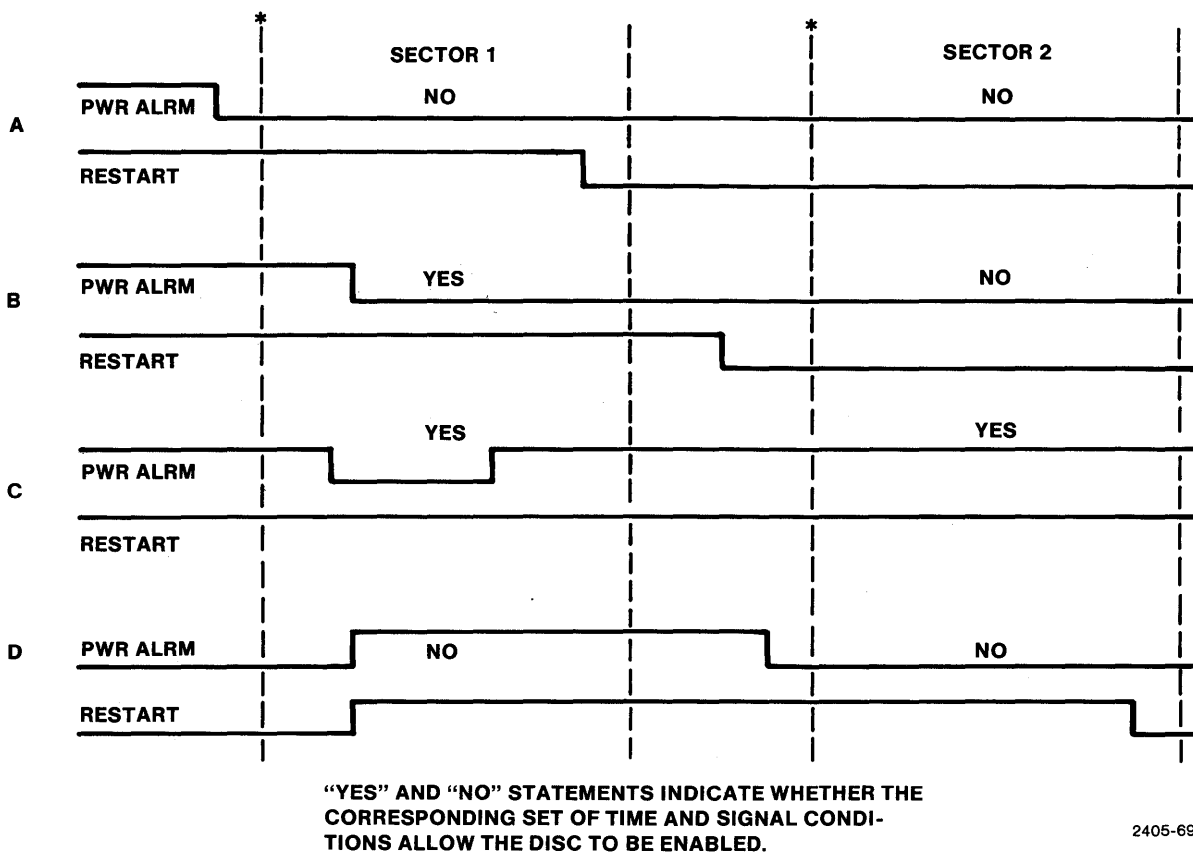 * *
SECTOR 1 SECTOR 2
A PWR ALRM NO NO
RESTART
B PWR ALRM YES NO
RESTART
YES YES
C PWR ALRM
RESTART
D PWR ALRM NO NO
RESTART
“YES” AND “NO” STATEMENTS INDICATE WHETHER THE
CORRESPONDING SET OF TIME AND SIGNAL CONDI-
TIONS ALLOW THE DISC TO BE ENABLED.
2405-69